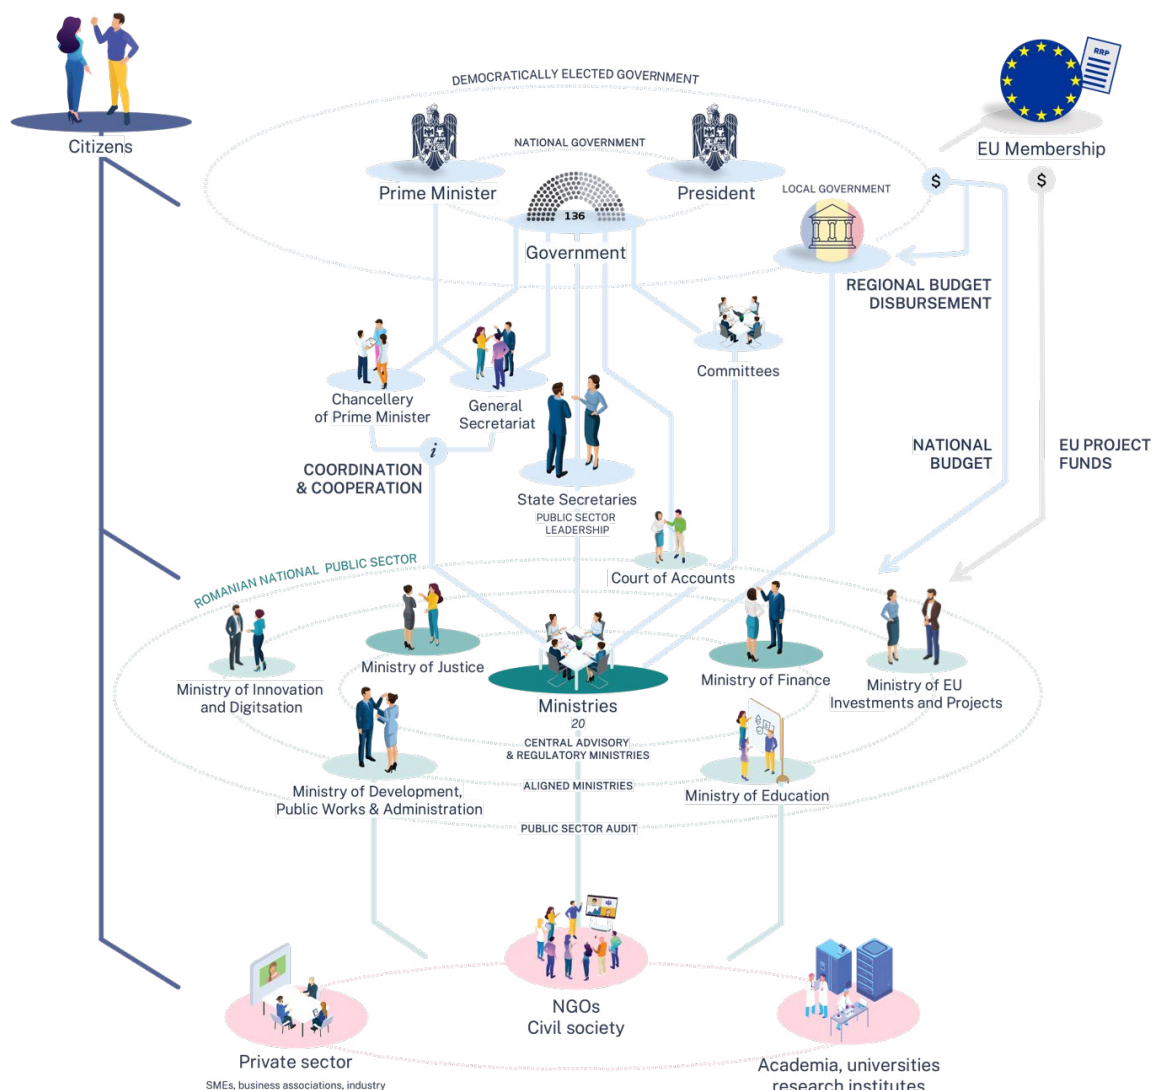 DEMOCRATICALLY ELECTED GOVERNMENT
RRP
Citizens
NATIONAL GOVERNMENT
EU Membership
Prime Minister
President
LOCAL GOVERNMENT
$
$
136
Government
REGIONAL BUDGET
DISBURSEMENT
Committees
Chancellery
of Prime Minister
General
Secretariat
i
NATIONAL
BUDGET
EU PROJECT
FUNDS
COORDINATION
& COOPERATION
State Secretaries
PUBLIC SECTOR
LEADERSHIP
ROMANIAN NATIONAL PUBLIC SECTOR
Court of Accounts
Ministry of Justice
Ministry of Innovation
and Digitsation
Ministries
20
Ministry of Finance
Ministry of EU
Investments and Projects
CENTRAL ADVISORY
& REGULATORY MINISTRIES
ALIGNED MINISTRIES
Ministry of Development,
Public Works & Administration
Ministry of Education
PUBLIC SECTOR AUDIT
NGOs
Civil society
Private sector
SMEs, business associations, industry
Academia, universities
research institutes